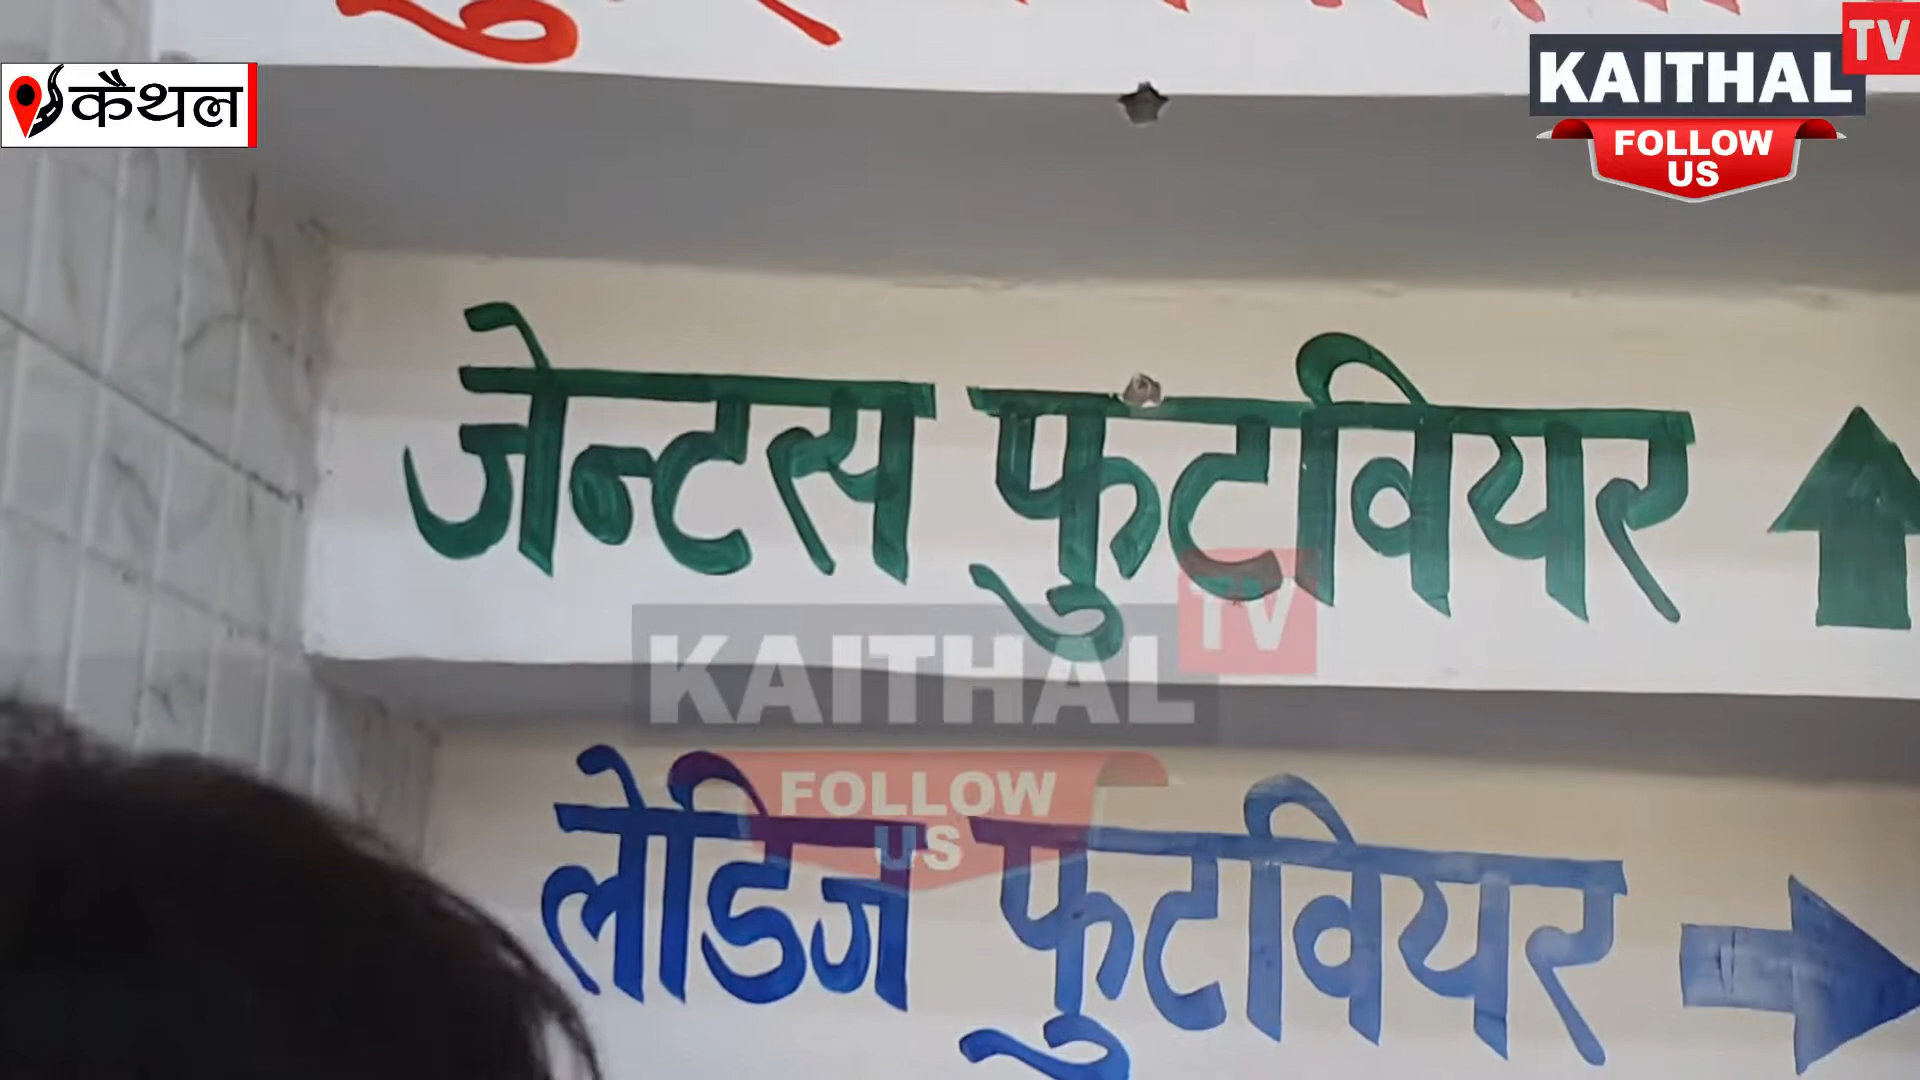 कैथल
KAITHAL TV
FOLLOW
US
जेन्टस फुटवियर
KAITHAL TV
FOLLOW
US
लेडिज फुटवियर